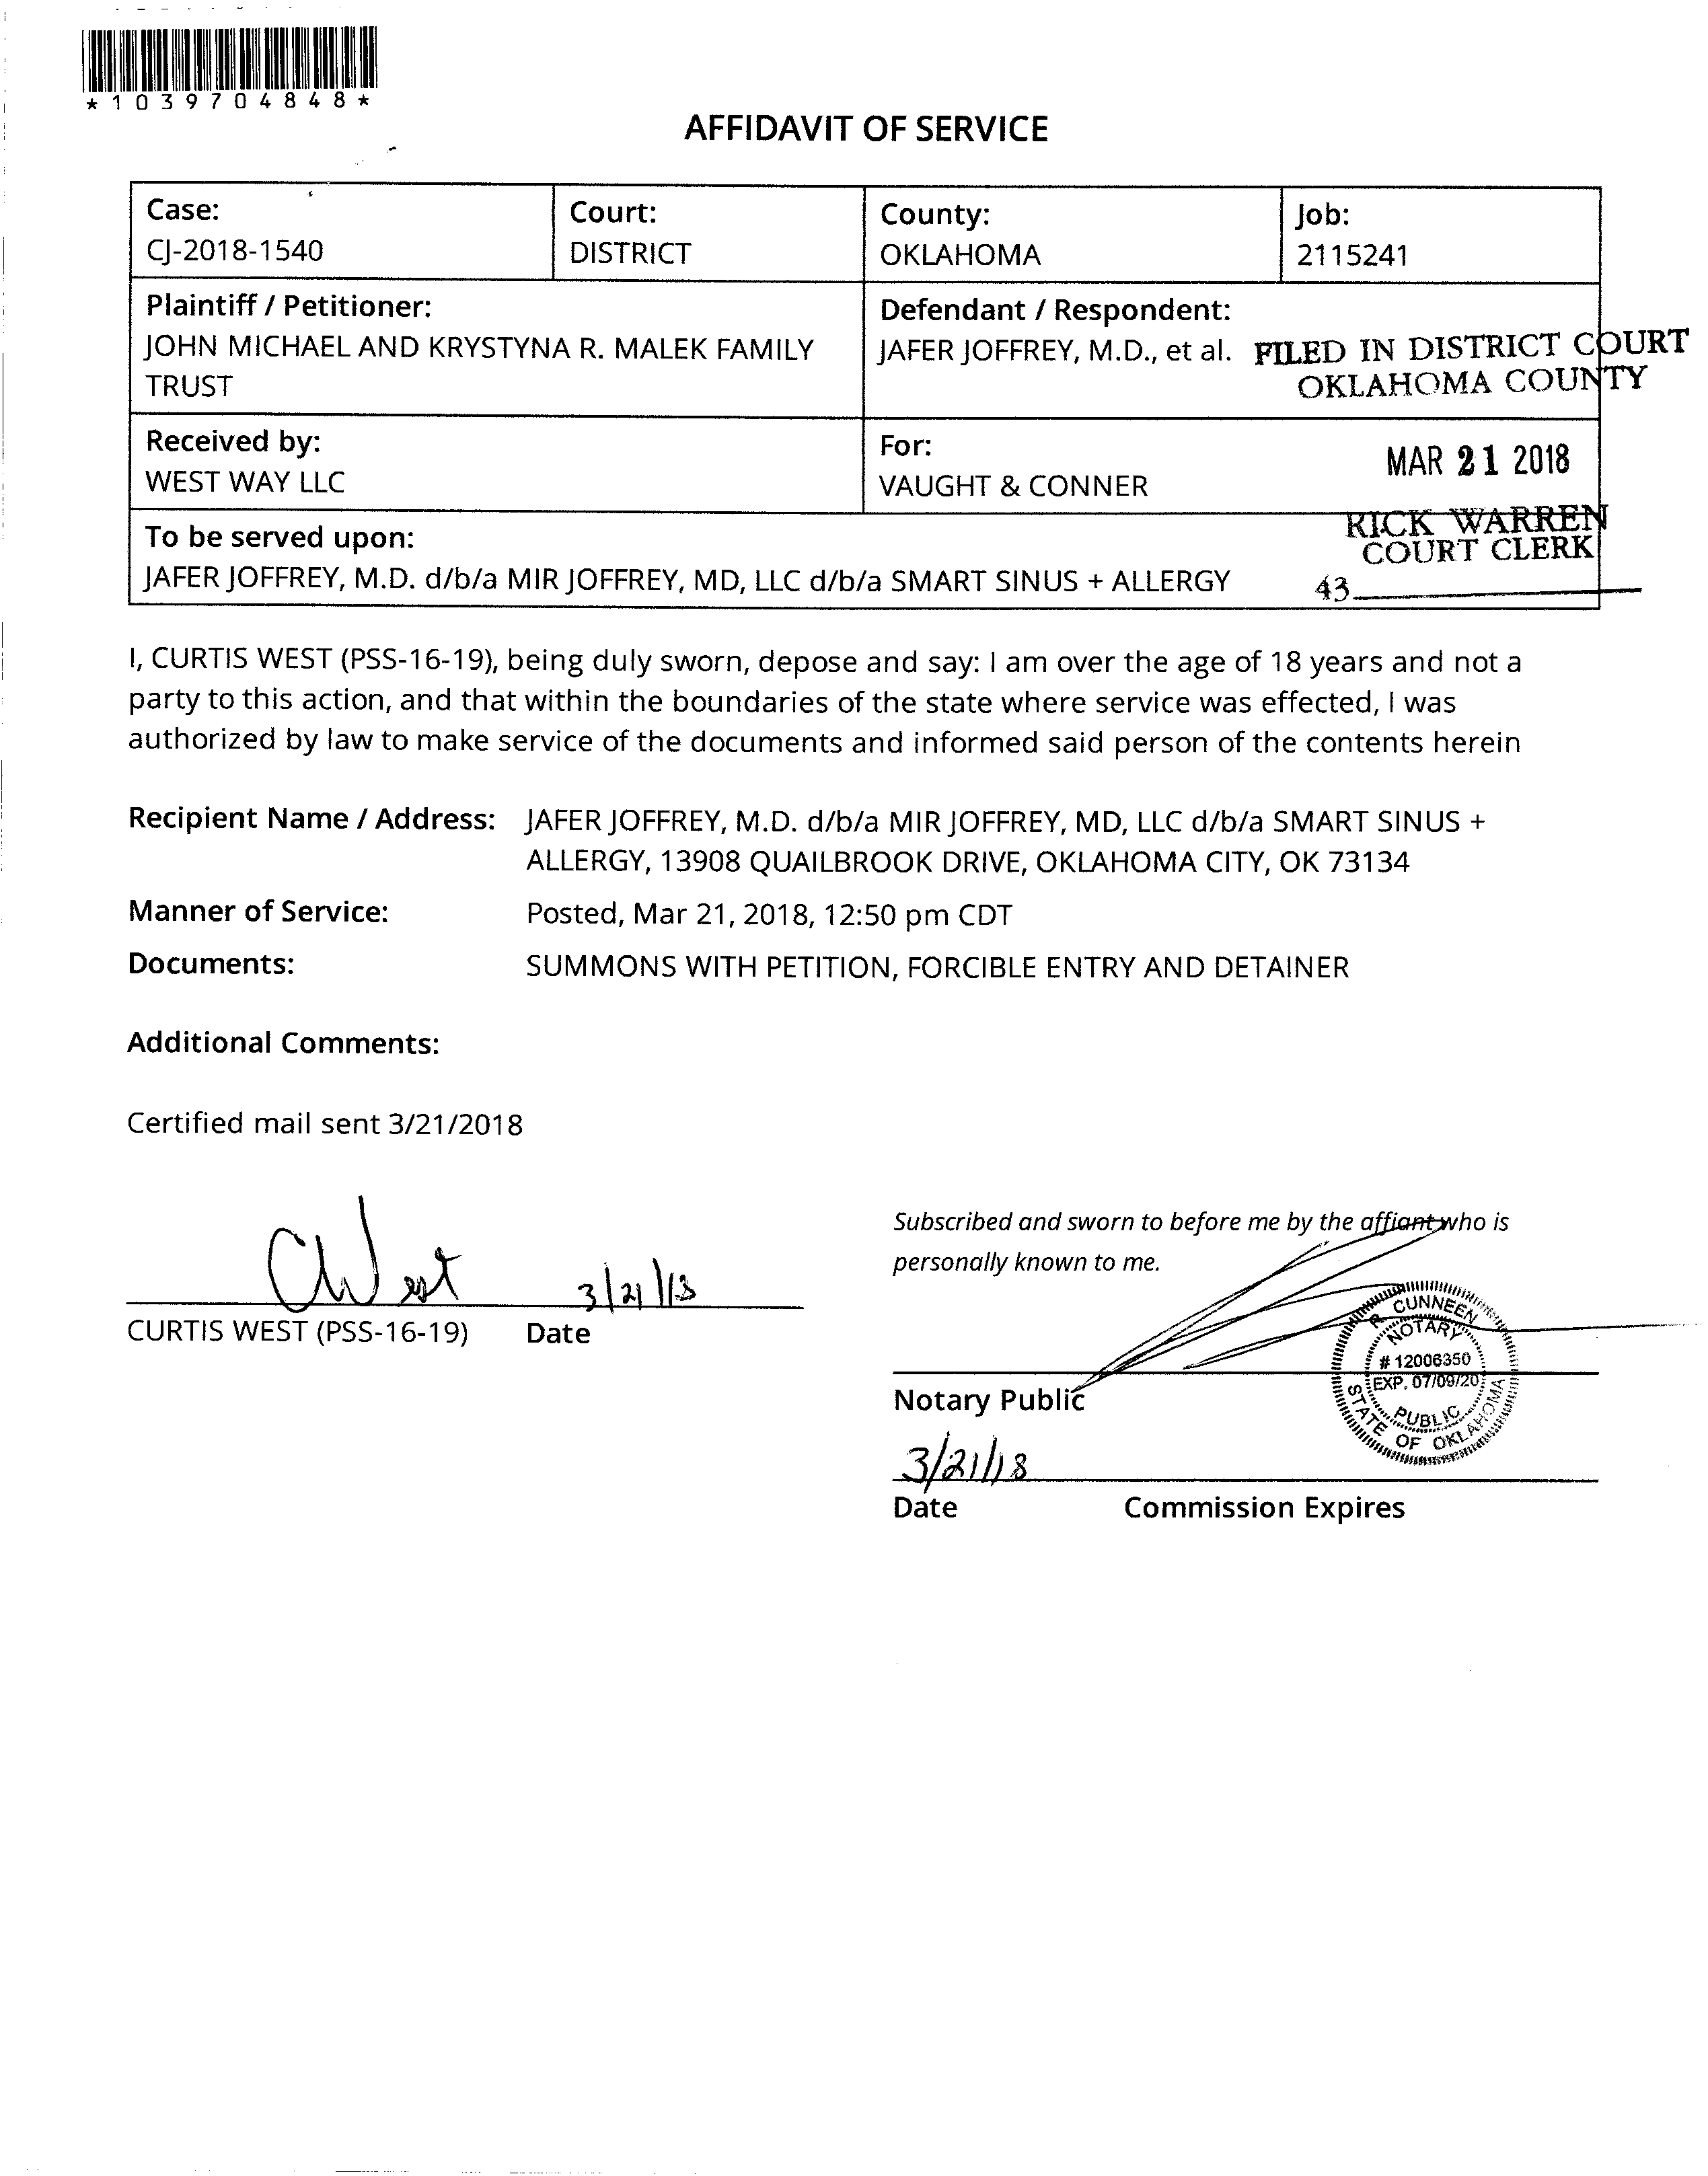 *1039704848*
AFFIDAVIT OF SERVICE
Case:
CJ-2018-1540
Court:
DISTRICT
County:
OKLAHOMA
Job:
2115241
Plaintiff / Petitioner:
JOHN MICHAEL AND KRYSTYNA R. MALEK FAMILY
TRUST
Defendant / Respondent:
JAFER JOFFREY, M.D., et al.
FILED IN DISTRICT COURT
OKLAHOMA COUNTY
Received by:
WEST WAY LLC
For:
VAUGHT & CONNER
MAR 21 2018
RICK WARREN
COURT CLERK
43
To be served upon:
JAFER JOFFREY, M.D. d/b/a MIR JOFFREY, MD, LLC d/b/a SMART SINUS + ALLERGY
I, CURTIS WEST (PSS-16-19), being duly sworn, depose and say: I am over the age of 18 years and not a
party to this action, and that within the boundaries of the state where service was effected, I was
authorized by law to make service of the documents and informed said person of the contents herein
Recipient Name / Address: JAFER JOFFREY, M.D. d/b/a MIR JOFFREY, MD, LLC d/b/a SMART SINUS +
ALLERGY, 13908 QUAILBROOK DRIVE, OKLAHOMA CITY, OK 73134
Manner of Service: Posted, Mar 21, 2018, 12:50 pm CDT
Documents: SUMMONS WITH PETITION, FORCIBLE ENTRY AND DETAINER
Additional Comments:
Certified mail sent 3/21/2018
CWest 3/21/18
CURTIS WEST (PSS-16-19) Date
Subscribed and sworn to before me by the affiant who is
personally known to me.
R. CUNNEEN
NOTARY
# 12006350
EXP. 07/09/20
PUBLIC
STATE OF OKLAHOMA
Notary Public
3/21/18
Date Commission Expires